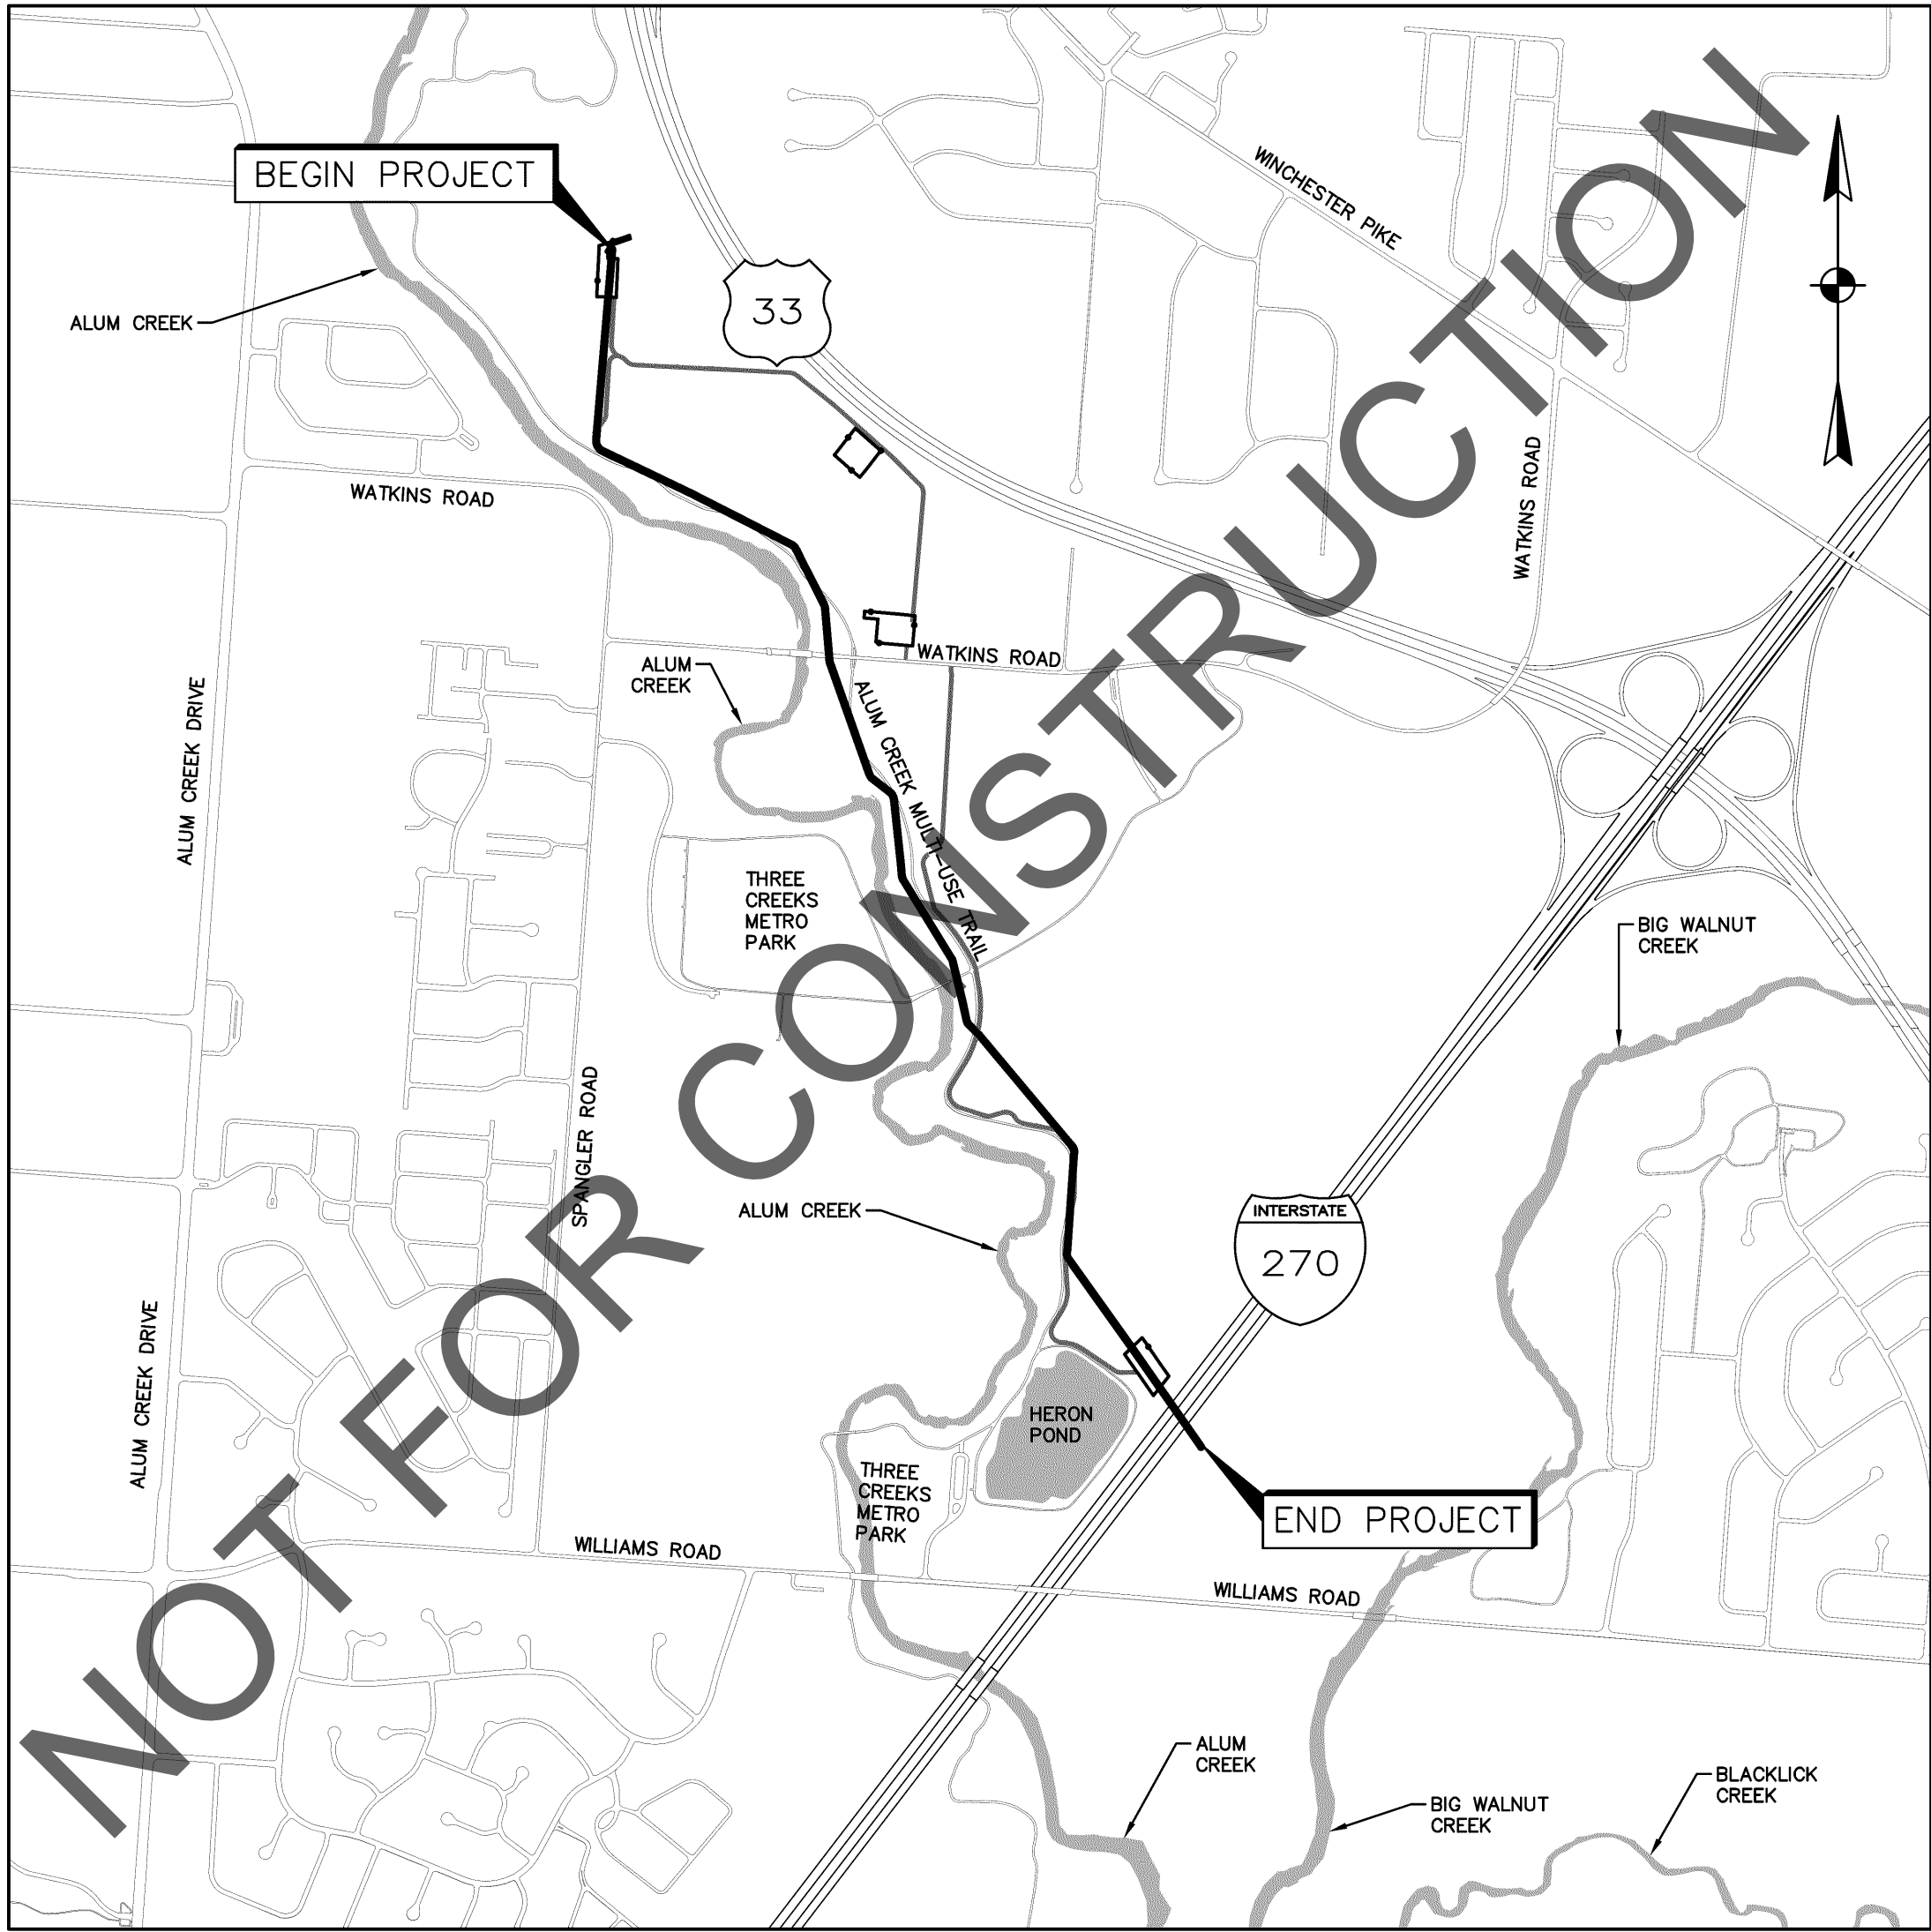 BEGIN PROJECT
WINCHESTER PIKE
33
ALUM CREEK
WATKINS ROAD
WATKINS ROAD
ALUM
CREEK
WATKINS ROAD
ALUM CREEK DRIVE
ALUM CREEK MULTI-USE TRAIL
THREE
CREEKS
METRO
PARK
BIG WALNUT
CREEK
SPANGLER ROAD
ALUM CREEK
INTERSTATE
270
ALUM CREEK DRIVE
HERON
POND
THREE
CREEKS
METRO
PARK
END PROJECT
WILLIAMS ROAD
WILLIAMS ROAD
ALUM
CREEK
BIG WALNUT
CREEK
BLACKLICK
CREEK
NOT FOR CONSTRUCTION